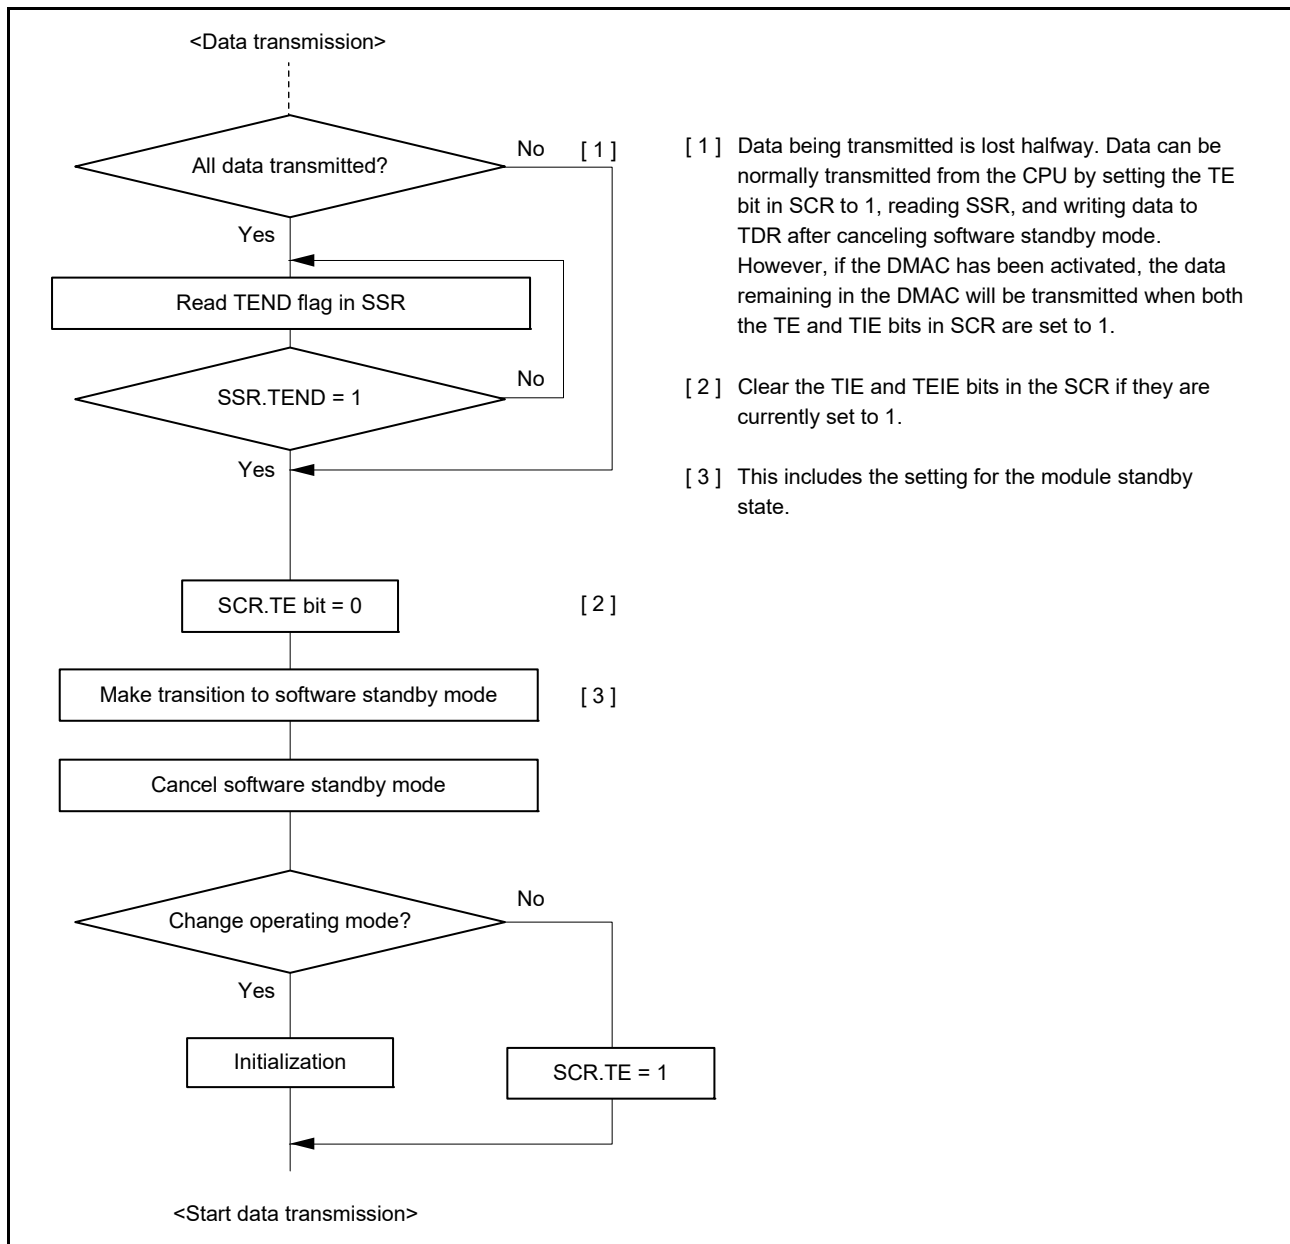 <Data transmission>
All data transmitted?
No
[ 1 ]
Yes
Read TEND flag in SSR
SSR.TEND = 1
No
Yes
SCR.TE bit = 0
[ 2 ]
Make transition to software standby mode
[ 3 ]
Cancel software standby mode
Change operating mode?
No
Yes
Initialization
SCR.TE = 1
<Start data transmission>
[ 1 ] Data being transmitted is lost halfway. Data can be
normally transmitted from the CPU by setting the TE
bit in SCR to 1, reading SSR, and writing data to
TDR after canceling software standby mode.
However, if the DMAC has been activated, the data
remaining in the DMAC will be transmitted when both
the TE and TIE bits in SCR are set to 1.
[ 2 ] Clear the TIE and TEIE bits in the SCR if they are
currently set to 1.
[ 3 ] This includes the setting for the module standby
state.